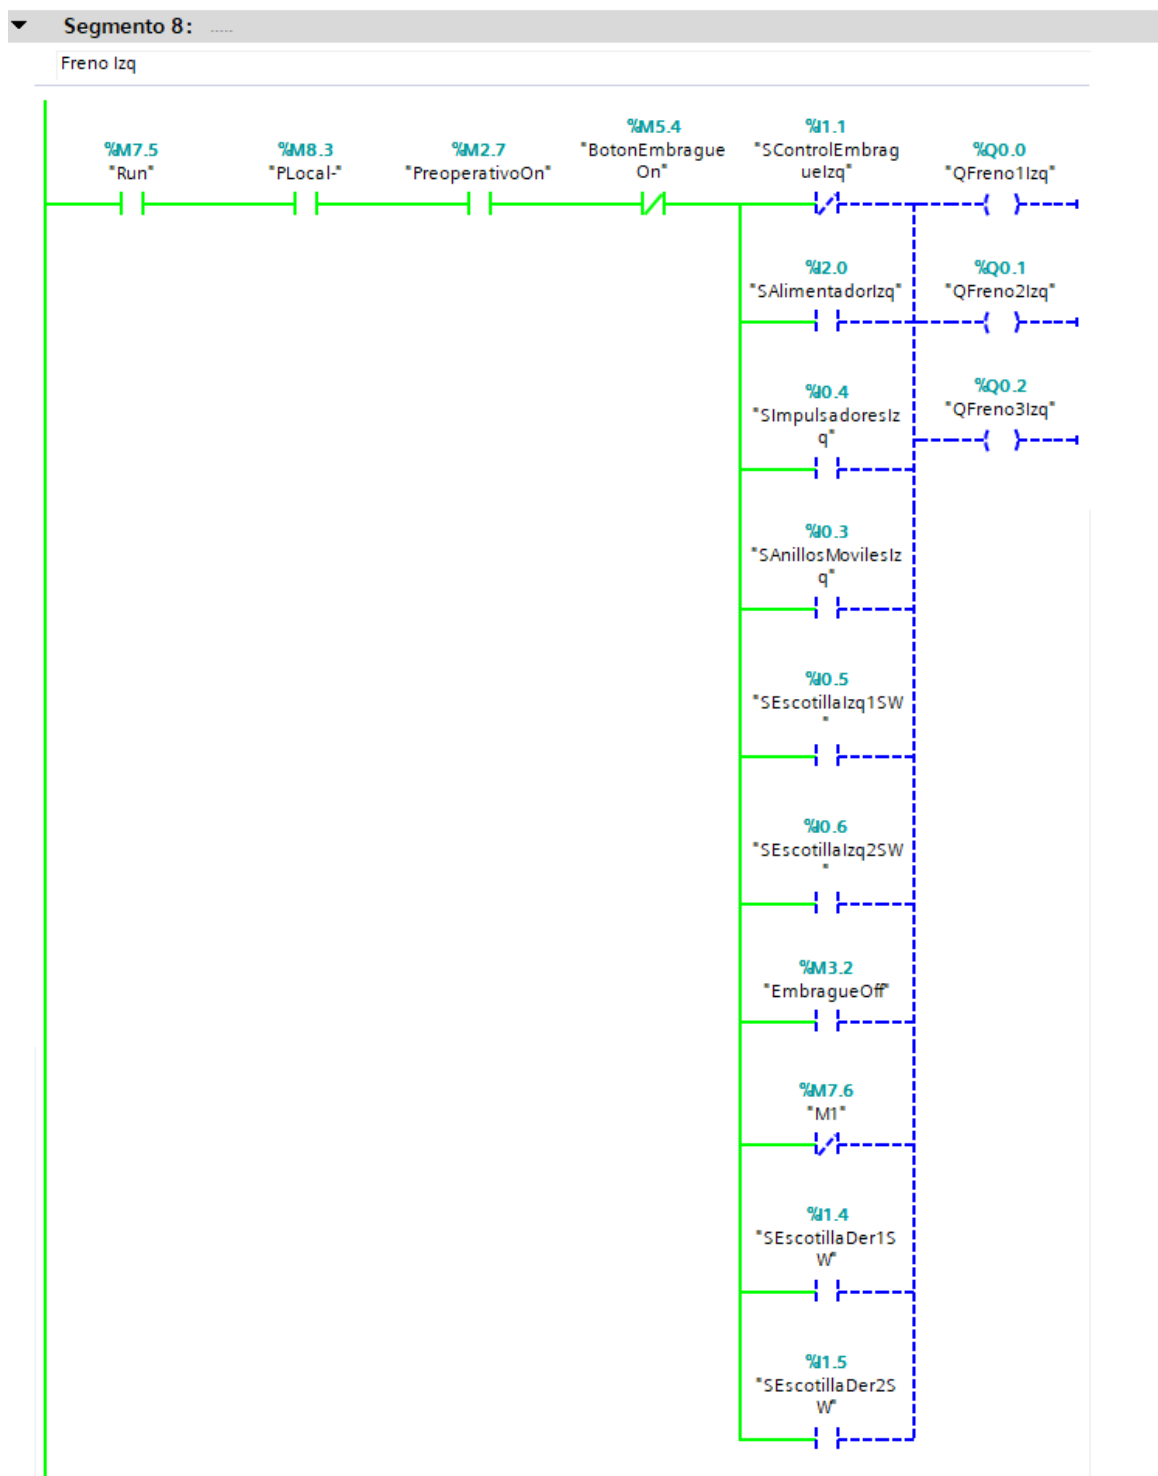 Segmento 8: .....
Freno Izq
%M7.5
"Run"
%M8.3
"PLocal-"
%M2.7
"PreoperativoOn"
%M5.4
"BotonEmbrague
On"
%I1.1
"SControlEmbrag
ueIzq"
%Q0.0
"QFreno1Izq"
%I2.0
"SAlimentadorIzq"
%Q0.1
"QFreno2Izq"
%I0.4
"SImpulsadoresIz
q"
%Q0.2
"QFreno3Izq"
%I0.3
"SAnillosMovilesIz
q"
%I0.5
"SEscotillaIzq1SW
"
%I0.6
"SEscotillaIzq2SW
"
%M3.2
"EmbragueOff"
%M7.6
"M1"
%I1.4
"SEscotillaDer1S
W"
%I1.5
"SEscotillaDer2S
W"